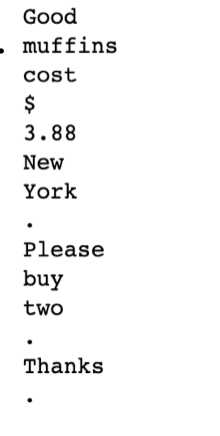 Good
muffins
cost
$
3.88
New
York
.
Please
buy
two
.
Thanks
.